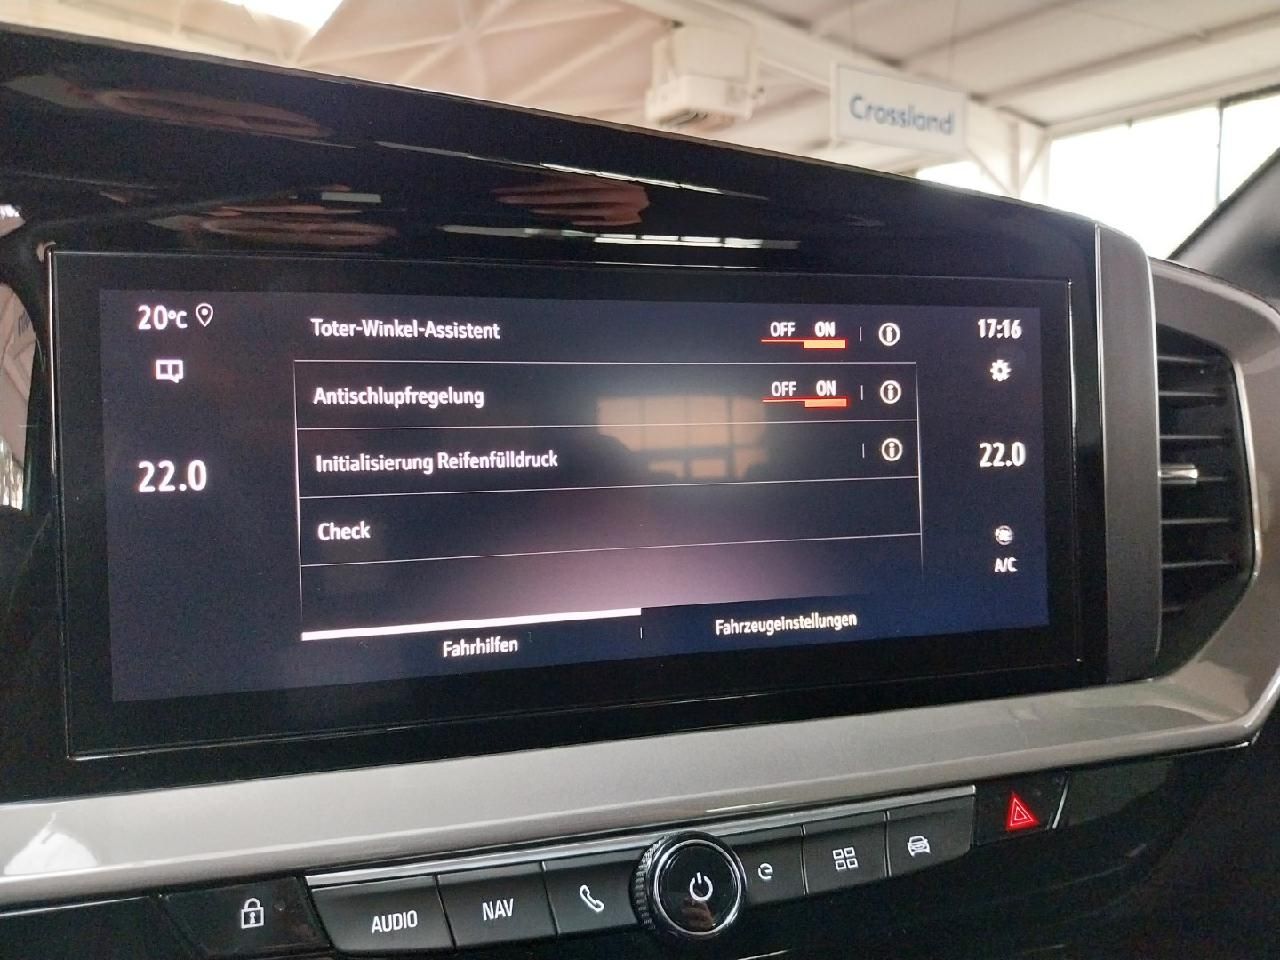 Crossland
20°C
Toter-Winkel-Assistent OFF ON
17:16
Antischlupfregelung OFF ON
22.0
Initialisierung Reifenfülldruck
22.0
Check
A/C
Fahrhilfen
Fahrzeugeinstellungen
AUDIO
NAV